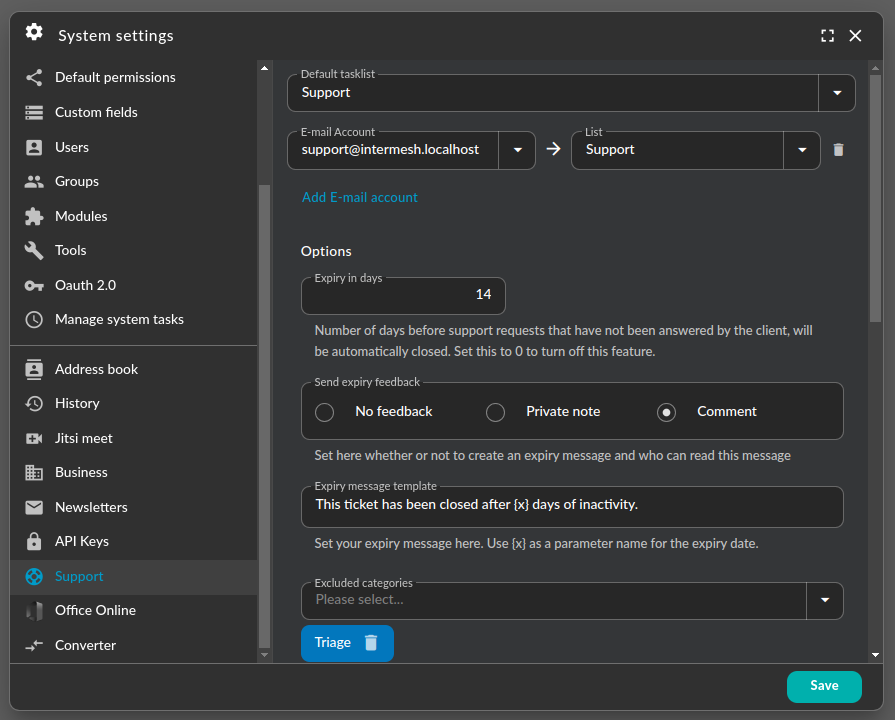 System settings
Default permissions
Custom fields
Users
Groups
Modules
Tools
Oauth 2.0
Manage system tasks
Address book
History
Jitsi meet
Business
Newsletters
API Keys
Support
Office Online
Converter
Default tasklist
Support
E-mail Account
support@intermesh.localhost
List
Support
Add E-mail account
Options
Expiry in days
14
Number of days before support requests that have not been answered by the client, will
be automatically closed. Set this to 0 to turn off this feature.
Send expiry feedback
No feedback
Private note
Comment
Set here whether or not to create an expiry message and who can read this message
Expiry message template
This ticket has been closed after {x} days of inactivity.
Set your expiry message here. Use {x} as a parameter name for the expiry date.
Excluded categories
Please select...
Triage
Save